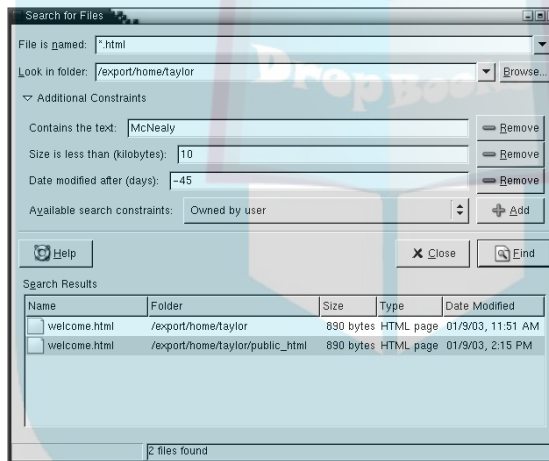 Search for Files
File is named: *.html
Look in folder: /export/home/taylor Browse...
Additional Constraints
Contains the text: McNealy Remove
Size is less than (kilobytes): 10 Remove
Date modified after (days): -45 Remove
Available search constraints: Owned by user Add
Help Close Find
Search Results
Name Folder Size Type Date Modified
welcome.html /export/home/taylor 890 bytes HTML page 01/9/03, 11:51 AM
welcome.html /export/home/taylor/public_html 890 bytes HTML page 01/9/03, 2:15 PM
2 files found
DropBooks